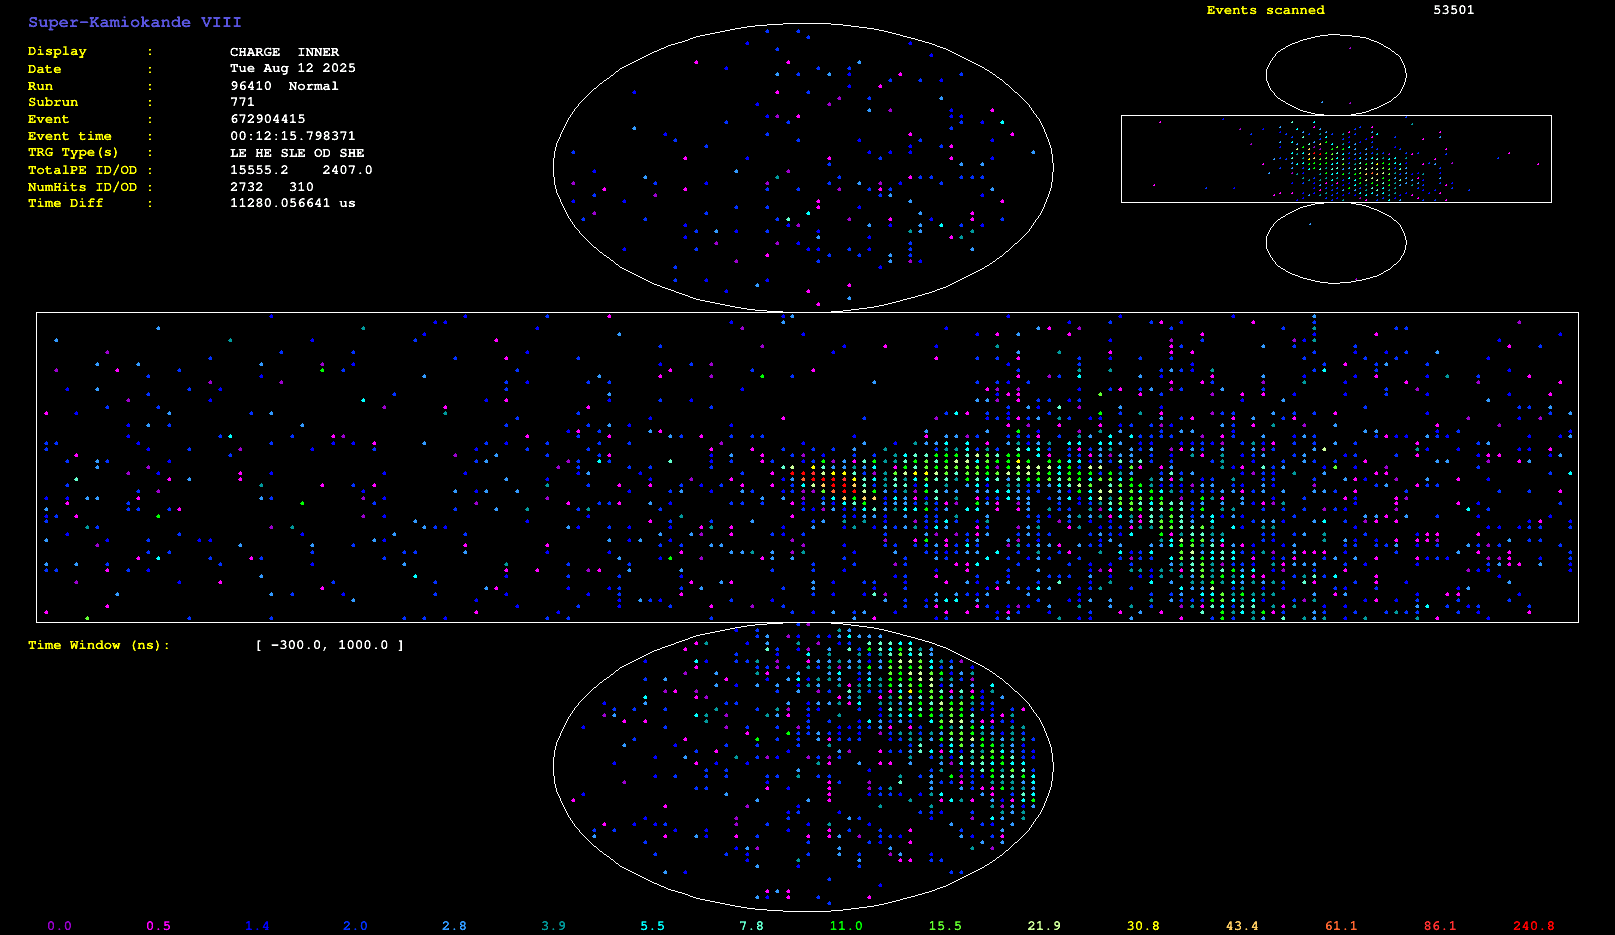 Super-Kamiokande VIII
Events scanned 53501
Display : CHARGE INNER
Date : Tue Aug 12 2025
Run : 96410 Normal
Subrun : 771
Event : 672904415
Event time : 00:12:15.798371
TRG Type(s) : LE HE SLE OD SHE
TotalPE ID/OD : 15555.2 2407.0
NumHits ID/OD : 2732 310
Time Diff : 11280.056641 us
Time Window (ns): [ -300.0, 1000.0 ]
0.0 0.5 1.4 2.0 2.8 3.9 5.5 7.8 11.0 15.5 21.9 30.8 43.4 61.1 86.1 240.8